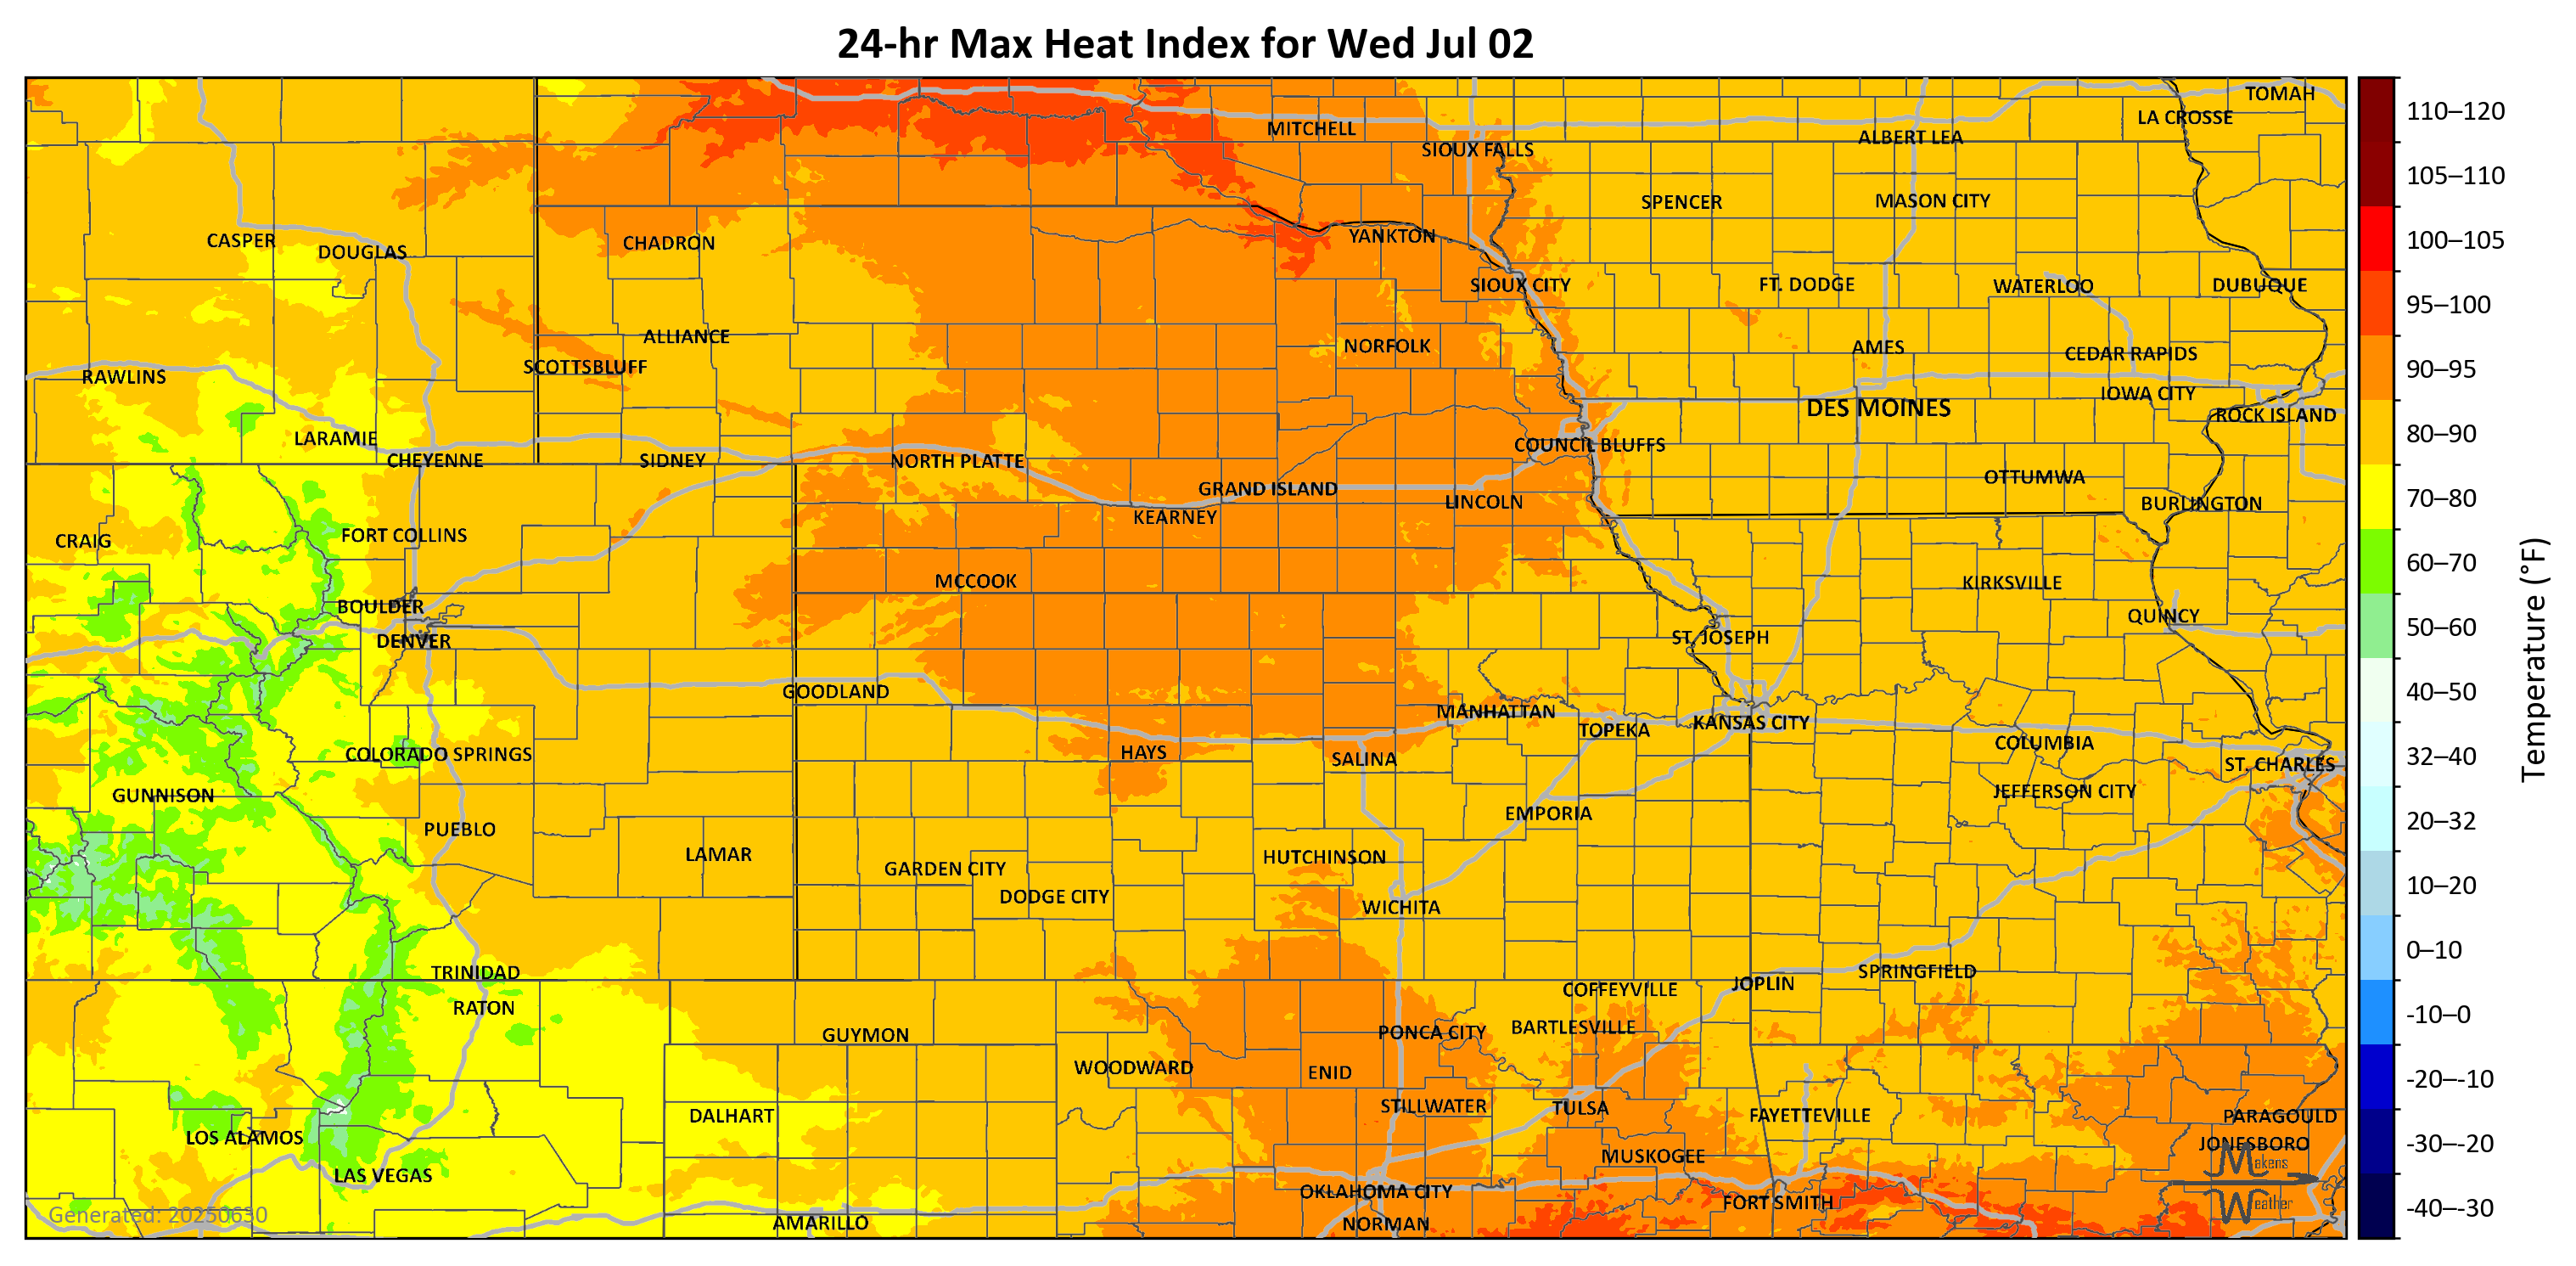 24-hr Max Heat Index for Wed Jul 02
TOMAH
LA CROSSE
MITCHELL
ALBERT LEA
SIOUX FALLS
SPENCER
MASON CITY
CASPER
DOUGLAS
CHADRON
YANKTON
SIOUX CITY
FT. DODGE
WATERLOO
DUBUQUE
ALLIANCE
NORFOLK
AMES
CEDAR RAPIDS
SCOTTSBLUFF
RAWLINS
IOWA CITY
DES MOINES
ROCK ISLAND
LARAMIE
COUNCIL BLUFFS
CHEYENNE
SIDNEY
NORTH PLATTE
OTTUMWA
GRAND ISLAND
LINCOLN
BURLINGTON
KEARNEY
FORT COLLINS
CRAIG
MCCOOK
KIRKSVILLE
BOULDER
QUINCY
DENVER
ST. JOSEPH
GOODLAND
MANHATTAN
KANSAS CITY
TOPEKA
COLUMBIA
COLORADO SPRINGS
HAYS
SALINA
ST. CHARLES
GUNNISON
JEFFERSON CITY
EMPORIA
PUEBLO
LAMAR
HUTCHINSON
GARDEN CITY
DODGE CITY
WICHITA
TRINIDAD
SPRINGFIELD
JOPLIN
COFFEYVILLE
RATON
BARTLESVILLE
PONCA CITY
GUYMON
WOODWARD
ENID
STILLWATER
TULSA
DALHART
FAYETTEVILLE
PARAGOULD
LOS ALAMOS
JONESBORO
MUSKOGEE
LAS VEGAS
OKLAHOMA CITY
FORT SMITH
AMARILLO
NORMAN
Generated: 20250630
Makens
Weather
110–120
105–110
100–105
95–100
90–95
80–90
70–80
60–70
50–60
40–50
32–40
20–32
10–20
0–10
-10–0
-20–-10
-30–-20
-40–-30
Temperature (°F)